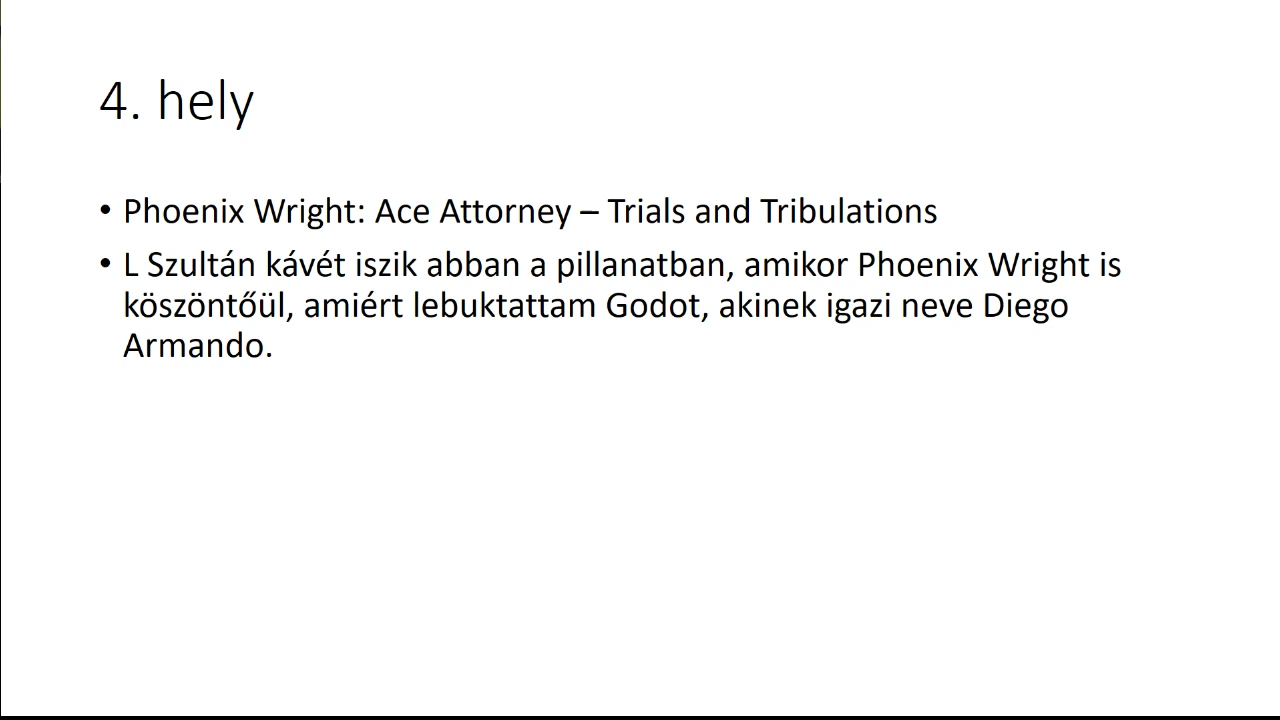 4. hely
• Phoenix Wright: Ace Attorney – Trials and Tribulations
• L Szultán kávét iszik abban a pillanatban, amikor Phoenix Wright is
köszöntőül, amiért lebuktattam Godot, akinek igazi neve Diego
Armando.